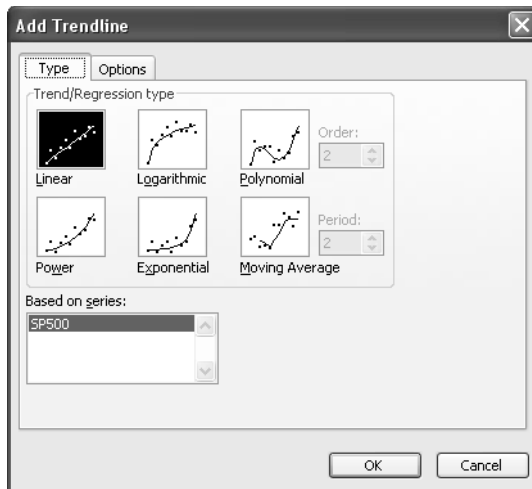 Add Trendline
Type
Options
Trend/Regression type
Linear
Logarithmic
Polynomial
Order:
2
Power
Exponential
Moving Average
Period:
2
Based on series:
SP500
OK
Cancel